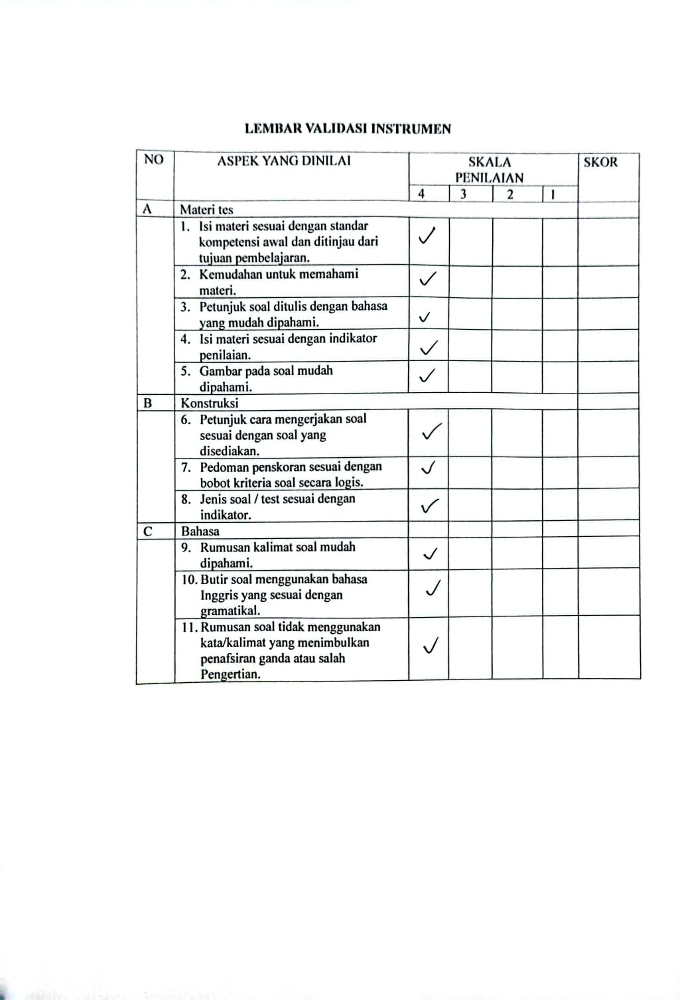 LEMBAR VALIDASI INSTRUMEN
NO ASPEK YANG DINILAI SKALA SKOR
PENILAIAN
4 3 2 1
A Materi tes
1. Isi materi sesuai dengan standar
kompetensi awal dan ditinjau dari
tujuan pembelajaran.
✓
2. Kemudahan untuk memahami
materi.
✓
3. Petunjuk soal ditulis dengan bahasa
yang mudah dipahami.
✓
4. Isi materi sesuai dengan indikator
penilaian.
✓
5. Gambar pada soal mudah
dipahami.
✓
B Konstruksi
6. Petunjuk cara mengerjakan soal
sesuai dengan soal yang
disediakan.
✓
7. Pedoman penskoran sesuai dengan
bobot kriteria soal secara logis.
✓
8. Jenis soal / test sesuai dengan
indikator.
✓
C Bahasa
9. Rumusan kalimat soal mudah
dipahami.
✓
10. Butir soal menggunakan bahasa
Inggris yang sesuai dengan
gramatikal.
✓
11. Rumusan soal tidak menggunakan
kata/kalimat yang menimbulkan
penafsiran ganda atau salah
Pengertian.
✓